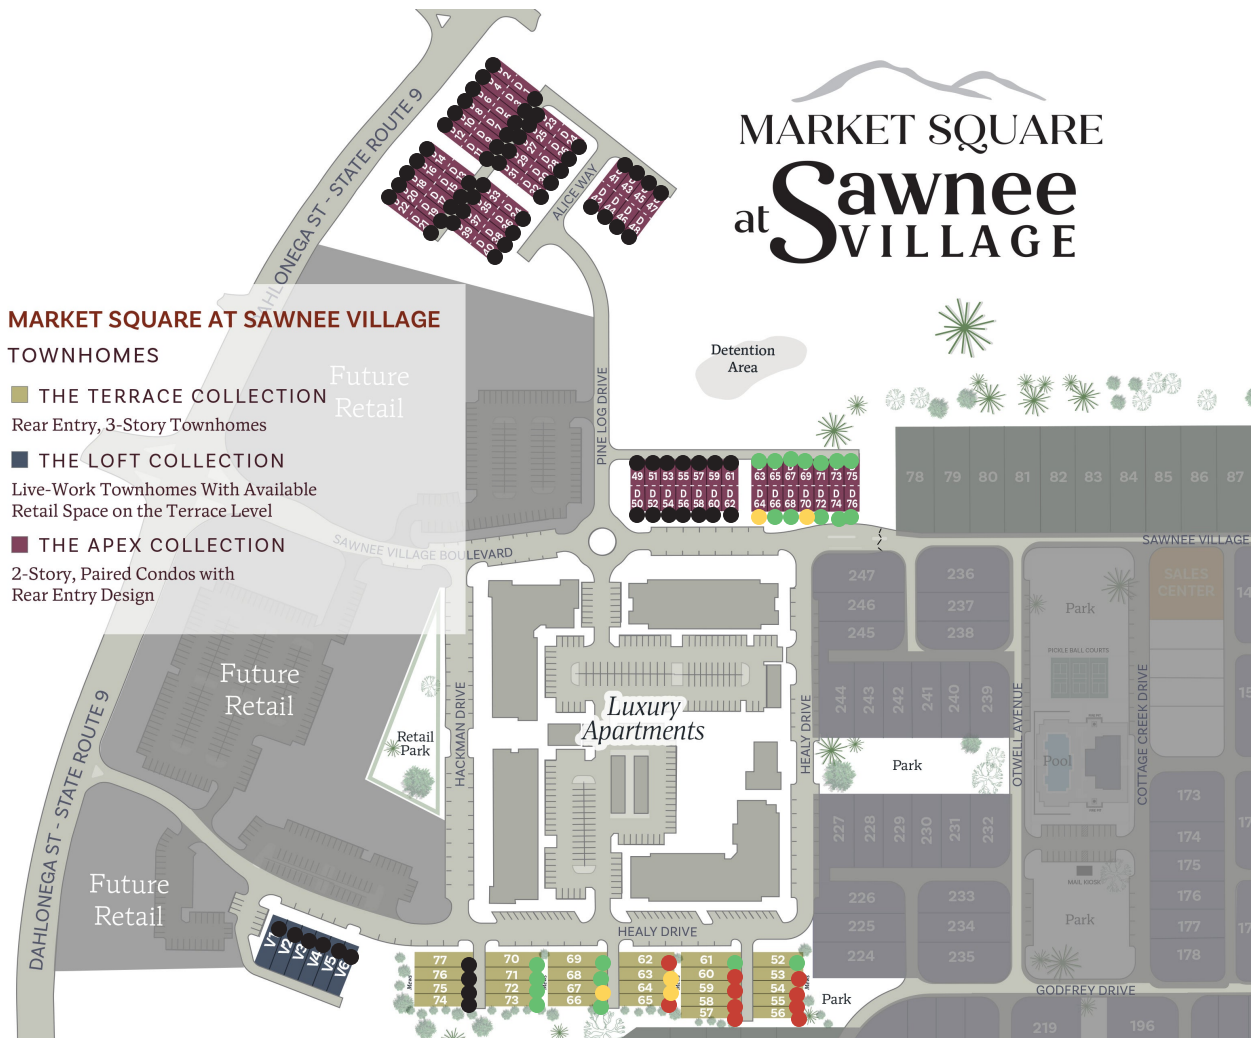 MARKET SQUARE
at Sawnee
VILLAGE
DAHLONEGA ST - STATE ROUTE 9
ALICE WAY
MARKET SQUARE AT SAWNEE VILLAGE
TOWNHOMES
THE TERRACE COLLECTION
Rear Entry, 3-Story Townhomes
THE LOFT COLLECTION
Live-Work Townhomes With Available
Retail Space on the Terrace Level
THE APEX COLLECTION
2-Story, Paired Condos with
Rear Entry Design
Future
Retail
Detention
Area
PINE LOG DRIVE
49 51 53 55 57 59 61
D D D D D D D
50 52 54 56 58 60 62
63 65 67 69 71 73 75
D D D D D D D
64 66 68 70 72 74 76
78 79 80 81 82 83 84 85 86 87
SAWNEE VILLAGE BOULEVARD
SAWNEE VILLAGE
247
246
245
236
237
238
Park
SALES
CENTER
PICKLE BALL COURTS
244 243 242 241 240 239
Future
Retail
Retail
Park
HACKMAN DRIVE
Luxury
Apartments
HEALY DRIVE
Park
OTWELL AVENUE
Pool
COTTAGE CREEK DRIVE
227 228 229 230 231 232
173
174
175
176
177
178
MAIL KIOSK
Park
226
225
224
233
234
235
DAHLONEGA ST - STATE ROUTE 9
Future
Retail
V1 V2 V3 V4 V5 V6
HEALY DRIVE
77
76
75
74
70
71
72
73
69
68
67
66
62
63
64
65
61
60
59
58
57
52
53
54
55
56
Park
GODFREY DRIVE
219
196